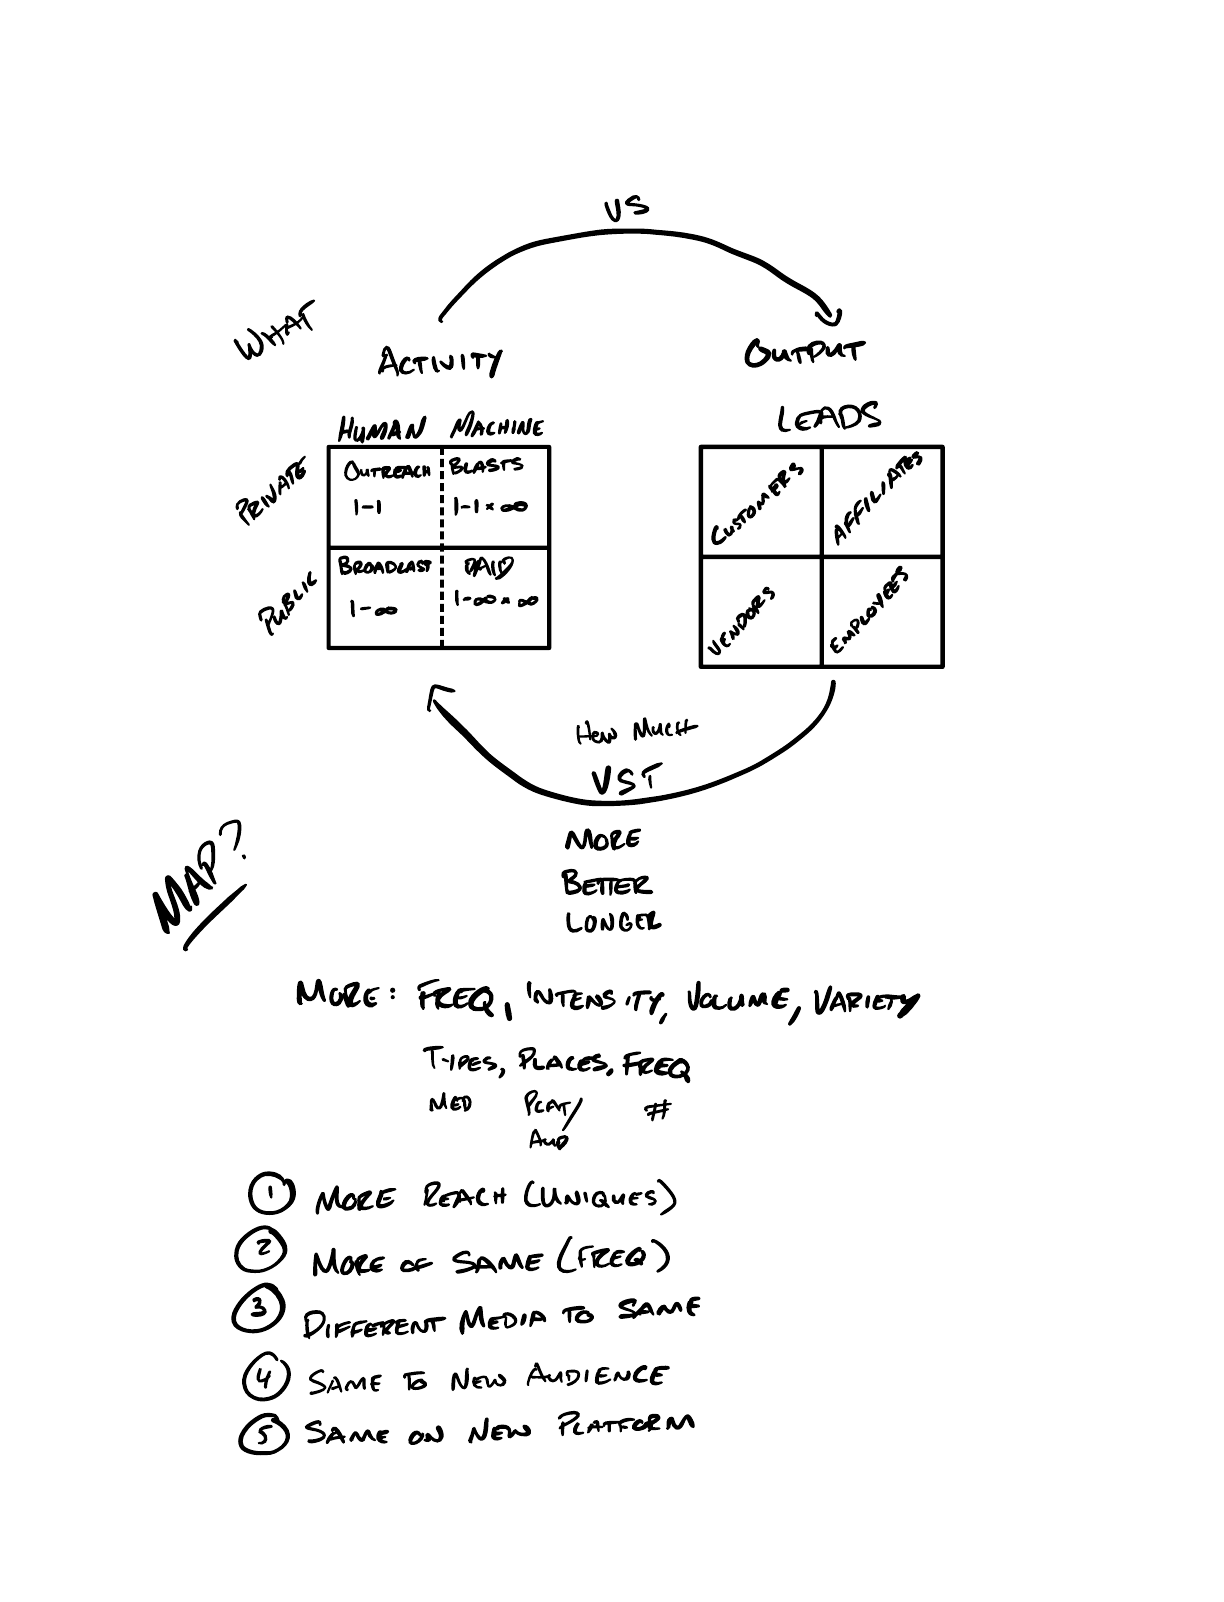 VS
WHAT
ACTIVITY
OUTPUT
HUMAN MACHINE
LEADS
PRIVATE
OUTREACH
1-1
BLASTS
1-1 × ∞
PUBLIC
BROADCAST
1-∞
PAID
1-∞ × ∞
CUSTOMERS
AFFILIATES
VENDORS
EMPLOYEES
HOW MUCH
VST
MORE
BETTER
LONGER
MAP?
MORE: FREQ, INTENSITY, VOLUME, VARIETY
TYPES, PLACES, FREQ
MED PLAT/ #
AUD
1 MORE REACH (UNIQUES)
2 MORE OF SAME (FREQ)
3 DIFFERENT MEDIA TO SAME
4 SAME TO NEW AUDIENCE
5 SAME ON NEW PLATFORM